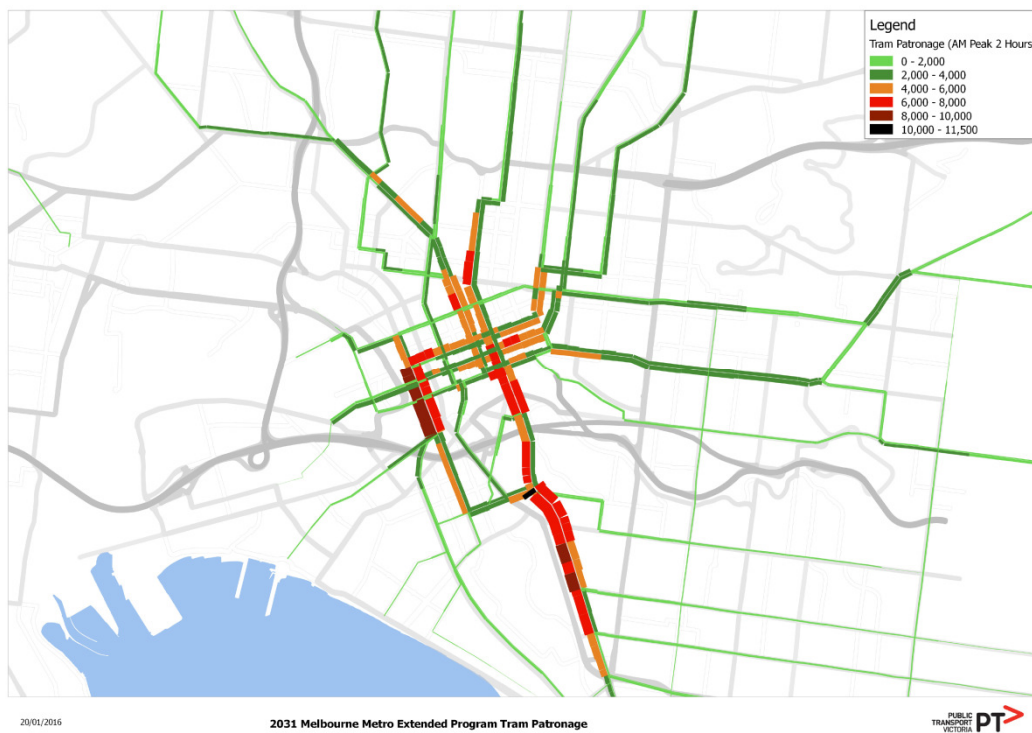 Legend
Tram Patronage (AM Peak 2 Hours
0 - 2,000
2,000 - 4,000
4,000 - 6,000
6,000 - 8,000
8,000 - 10,000
10,000 - 11,500
20/01/2016
2031 Melbourne Metro Extended Program Tram Patronage
PUBLIC
TRANSPORT
VICTORIA
PT